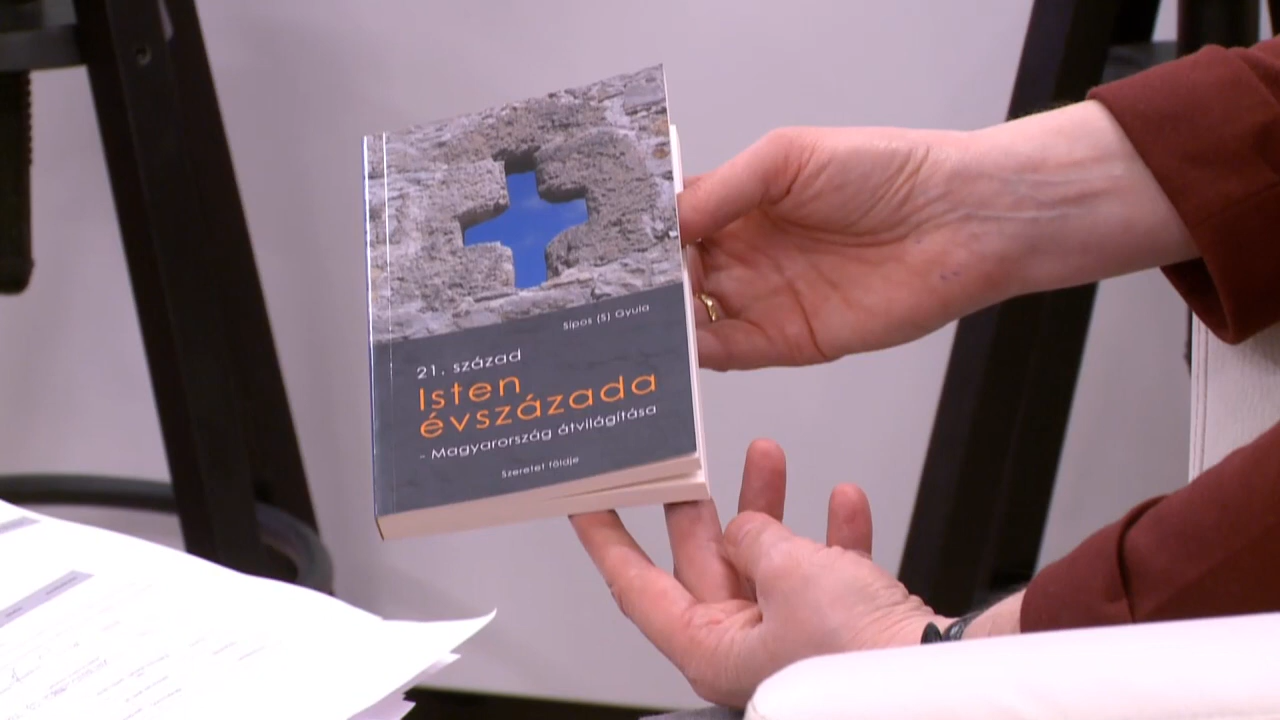 Sipos (S) Gyula
21. század
Isten
évszázada
- Magyarország átvilágítása
Szeretet földje